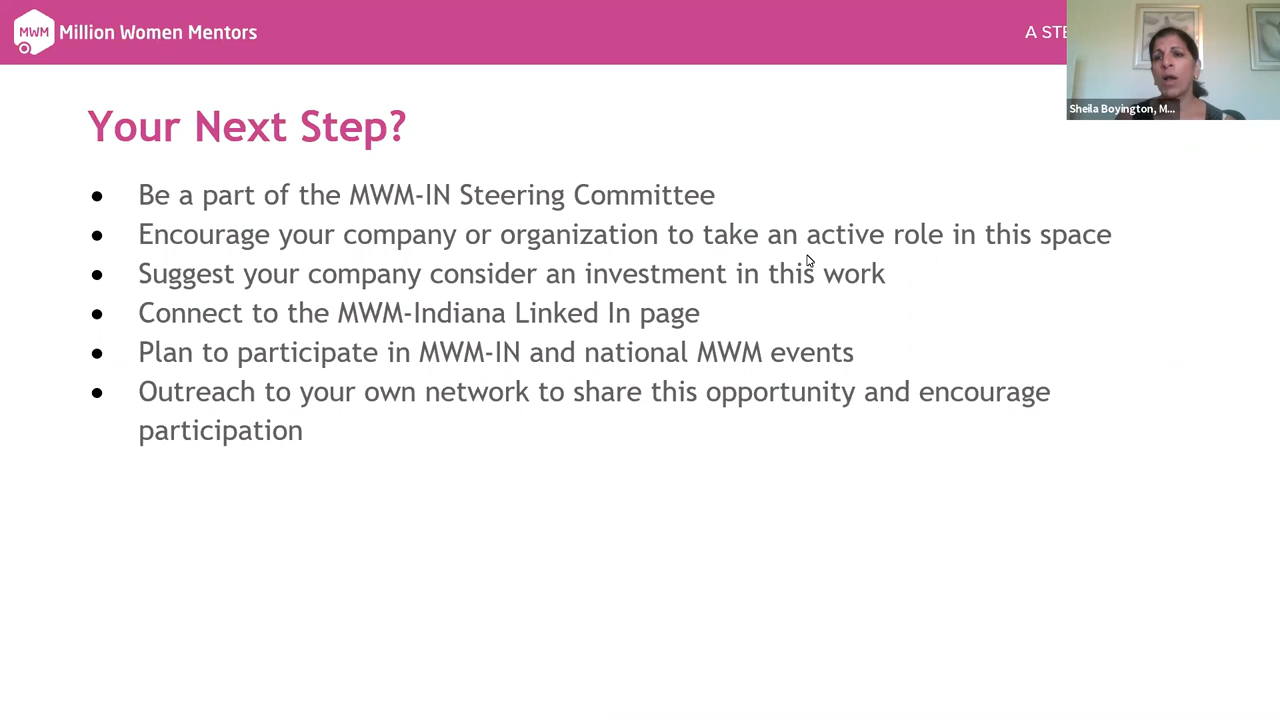 MWM Million Women Mentors
A STE
Sheila Boyington, M...
Your Next Step?
• Be a part of the MWM-IN Steering Committee
• Encourage your company or organization to take an active role in this space
• Suggest your company consider an investment in this work
• Connect to the MWM-Indiana Linked In page
• Plan to participate in MWM-IN and national MWM events
• Outreach to your own network to share this opportunity and encourage
participation